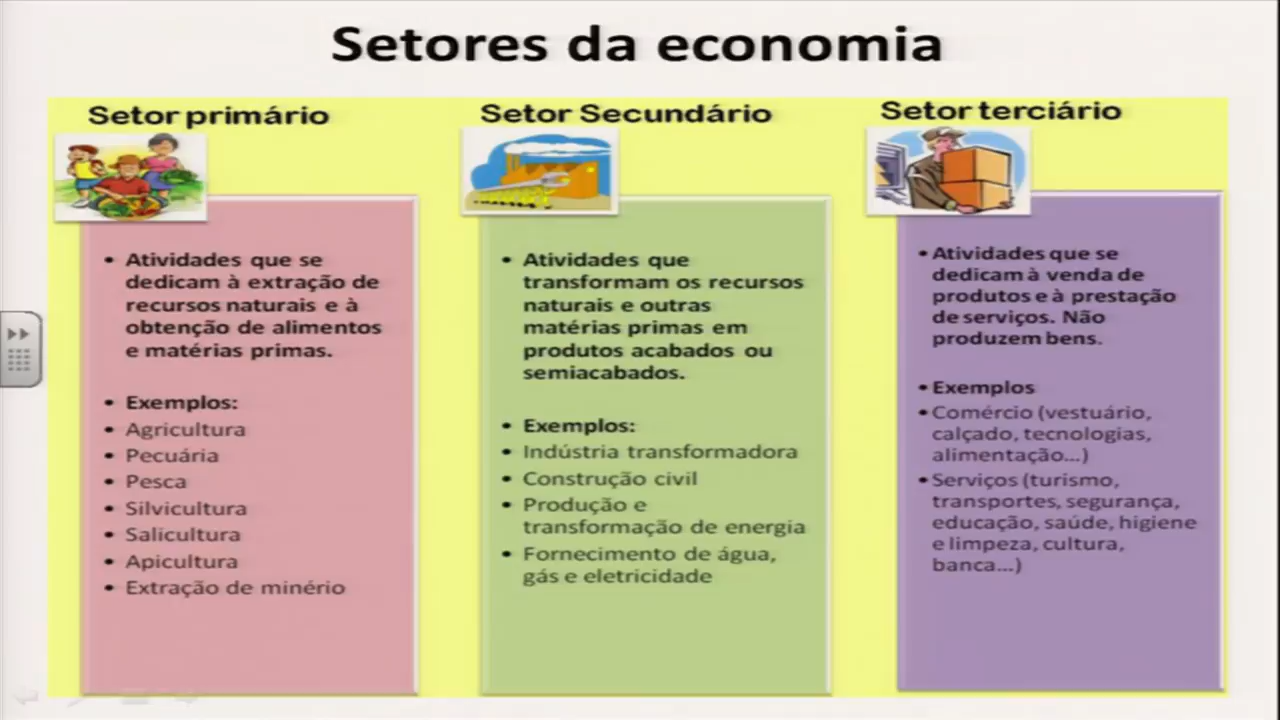 Setores da economia
Setor primário
• Atividades que se
dedicam à extração de
recursos naturais e à
obtenção de alimentos
e matérias primas.
• Exemplos:
• Agricultura
• Pecuária
• Pesca
• Silvicultura
• Salicultura
• Apicultura
• Extração de minério
Setor Secundário
• Atividades que
transformam os recursos
naturais e outras
matérias primas em
produtos acabados ou
semiacabados.
• Exemplos:
• Indústria transformadora
• Construção civil
• Produção e
transformação de energia
• Fornecimento de água,
gás e eletricidade
Setor terciário
• Atividades que se
dedicam à venda de
produtos e à prestação
de serviços. Não
produzem bens.
• Exemplos
• Comércio (vestuário,
calçado, tecnologias,
alimentação...)
• Serviços (turismo,
transportes, segurança,
educação, saúde, higiene
e limpeza, cultura,
banca...)